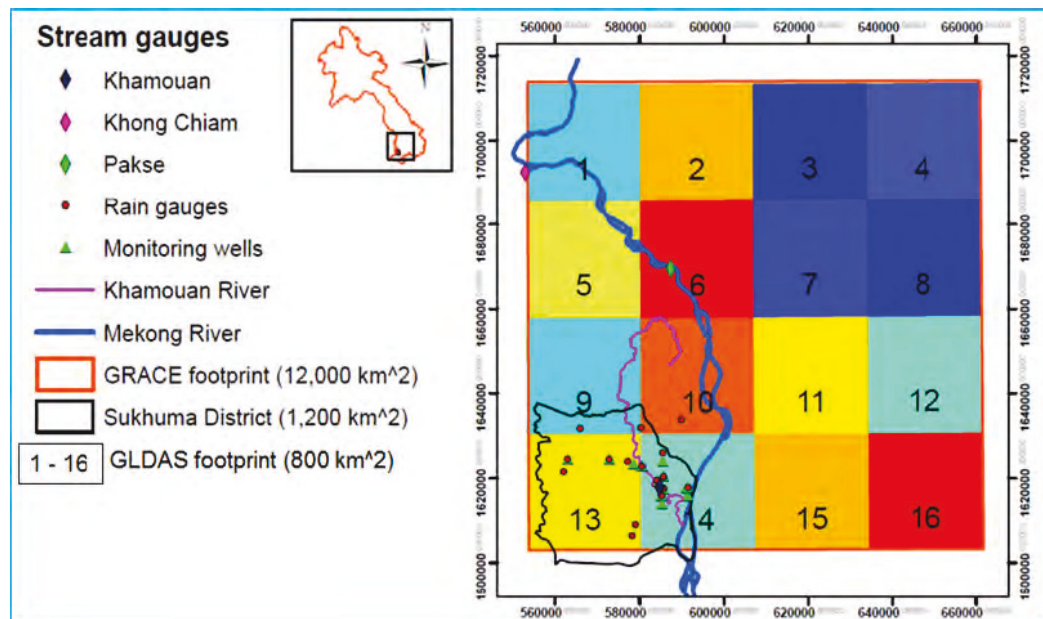 Stream gauges
Khamouan
Khong Chiam
Pakse
Rain gauges
Monitoring wells
Khamouan River
Mekong River
GRACE footprint (12,000 km^2)
Sukhuma District (1,200 km^2)
1 - 16 GLDAS footprint (800 km^2)
560000 580000 600000 620000 640000 660000
1720000
1700000
1680000
1660000
1640000
1620000
1600000
1 2 3 4
5 6 7 8
9 10 11 12
13 14 15 16
1720000
1700000
1680000
1660000
1640000
1620000
1600000
560000 580000 600000 620000 640000 660000